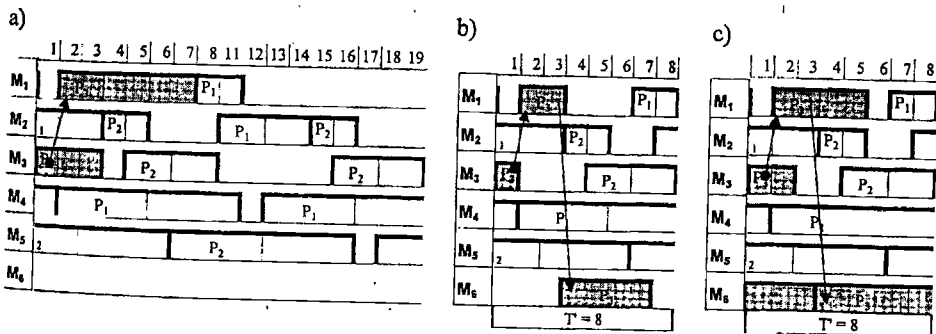 a)
1 2 3 4 5 6 7 8 11 12 13 14 15 16 17 18 19
M₁ P₁
M₂ 1 P₂ P₁ P₂
M₃ P₂ P₂
M₄ P₁ P₁
M₅ 2 P₂
M₆
b)
1 2 3 4 5 6 7 8
M₁ P₃ P₁
M₂ 1 P₂
M₃ P₃ P₂
M₄ P
M₅ 2
M₆
T' = 8
c)
1 2 3 4 5 6 7 8
M₁ P₁
M₂ 1 P₂
M₃ P₂
M₄ P
M₅ 2
M₆
T' = 8